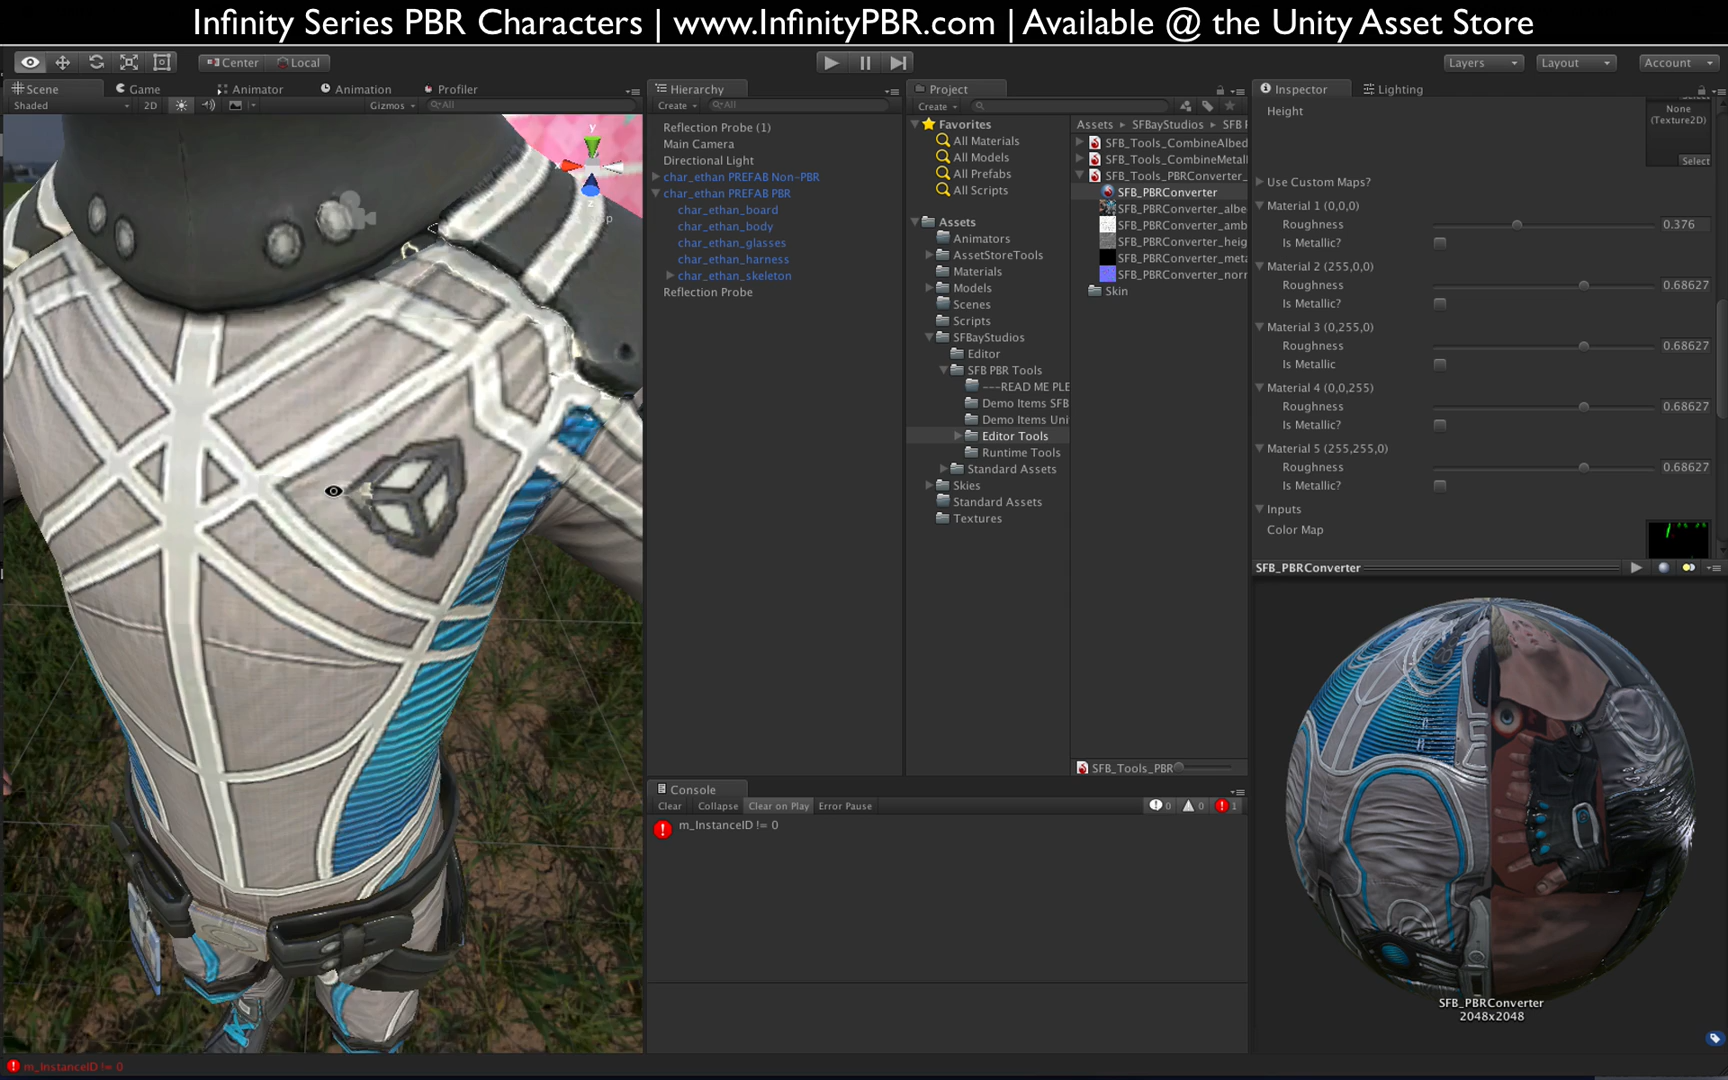 Infinity Series PBR Characters | www.InfinityPBR.com | Available @ the Unity Asset Store
Center Local Layers Layout Account
Scene Game Animator Animation Profiler
Shaded 2D Gizmos All
Hierarchy
Create All
Reflection Probe (1)
Main Camera
Directional Light
char_ethan PREFAB Non-PBR
char_ethan PREFAB PBR
char_ethan_board
char_ethan_body
char_ethan_glasses
char_ethan_harness
char_ethan_skeleton
Reflection Probe
Project
Create
Favorites
All Materials
All Models
All Prefabs
All Scripts
Assets
Animators
AssetStoreTools
Materials
Models
Scenes
Scripts
SFBayStudios
Editor
SFB PBR Tools
---READ ME PLE
Demo Items SFB
Demo Items Uni
Editor Tools
Runtime Tools
Standard Assets
Skies
Standard Assets
Textures
Assets SFBayStudios SFB
SFB_Tools_CombineAlbed
SFB_Tools_CombineMetall
SFB_Tools_PBRConverter_
SFB_PBRConverter
SFB_PBRConverter_albe
SFB_PBRConverter_amb
SFB_PBRConverter_heig
SFB_PBRConverter_meta
SFB_PBRConverter_norr
Skin
SFB_Tools_PBR
Console
Clear Collapse Clear on Play Error Pause 0 0 1
m_InstanceID != 0
Inspector Lighting
Height
None
(Texture2D)
Select
Use Custom Maps?
Material 1 (0,0,0)
Roughness 0.376
Is Metallic?
Material 2 (255,0,0)
Roughness 0.68627
Is Metallic?
Material 3 (0,255,0)
Roughness 0.68627
Is Metallic
Material 4 (0,0,255)
Roughness 0.68627
Is Metallic?
Material 5 (255,255,0)
Roughness 0.68627
Is Metallic?
Inputs
Color Map
SFB_PBRConverter
SFB_PBRConverter
2048x2048
m_InstanceID != 0